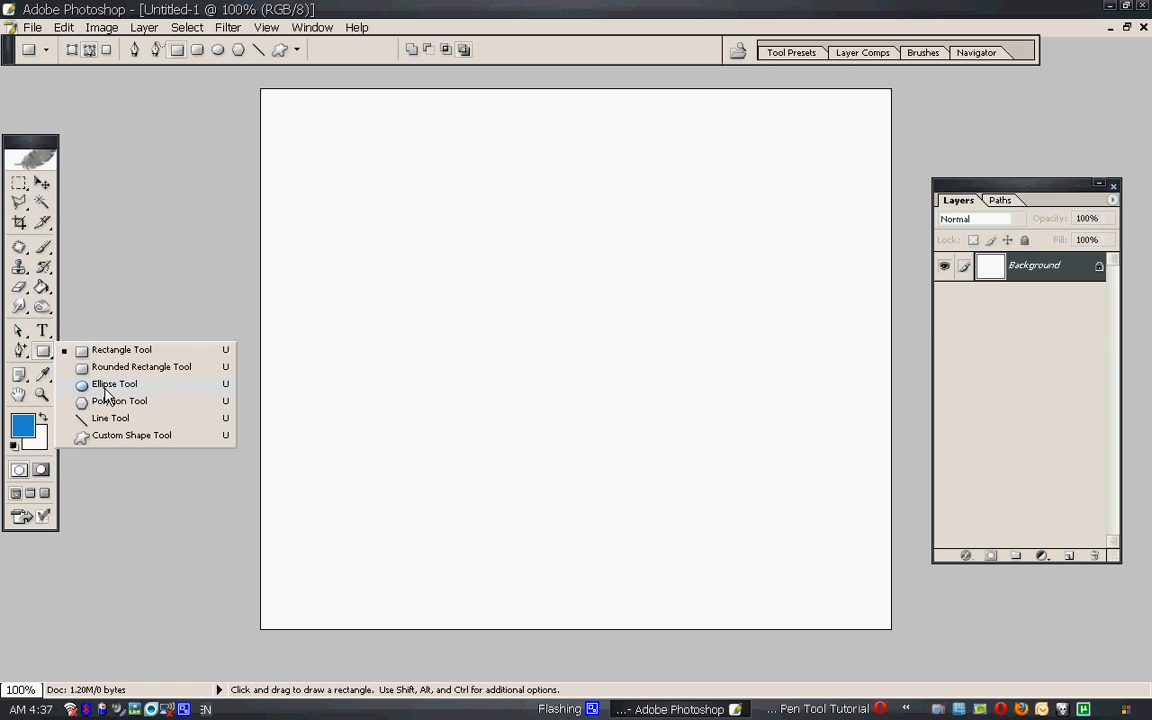 Adobe Photoshop - [Untitled-1 @ 100% (RGB/8)]
File Edit Image Layer Select Filter View Window Help
Tool Presets Layer Comps Brushes Navigator
Layers Paths
Normal Opacity: 100%
Lock: Fill: 100%
Background
T
Rectangle Tool U
Rounded Rectangle Tool U
Ellipse Tool U
Polygon Tool U
Line Tool U
Custom Shape Tool U
100% Doc: 1.20M/0 bytes Click and drag to draw a rectangle. Use Shift, Alt, and Ctrl for additional options.
AM 4:37 EN Flashing ...- Adobe Photoshop ... Pen Tool Tutorial